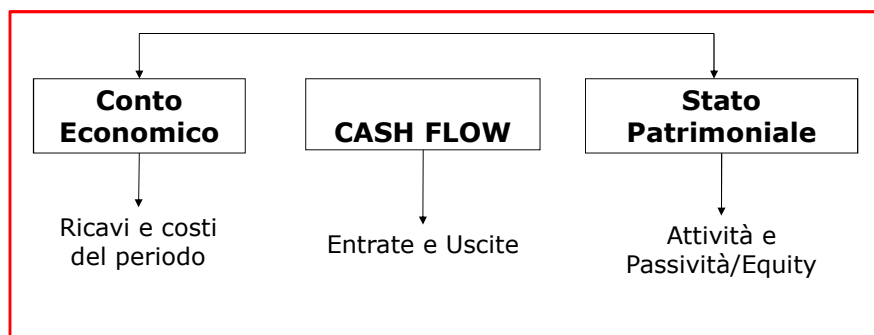 Conto
Economico
CASH FLOW
Stato
Patrimoniale
Ricavi e costi
del periodo
Entrate e Uscite
Attività e
Passività/Equity